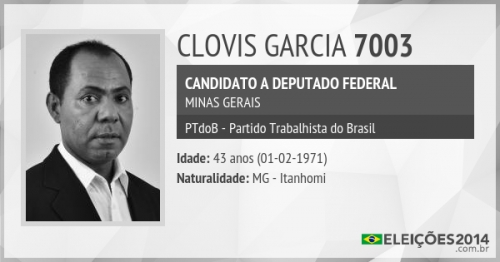 CLOVIS GARCIA 7003
CANDIDATO A DEPUTADO FEDERAL
MINAS GERAIS
PTdoB - Partido Trabalhista do Brasil
Idade: 43 anos (01-02-1971)
Naturalidade: MG - Itanhomi
ELEIÇÕES2014
.com.br